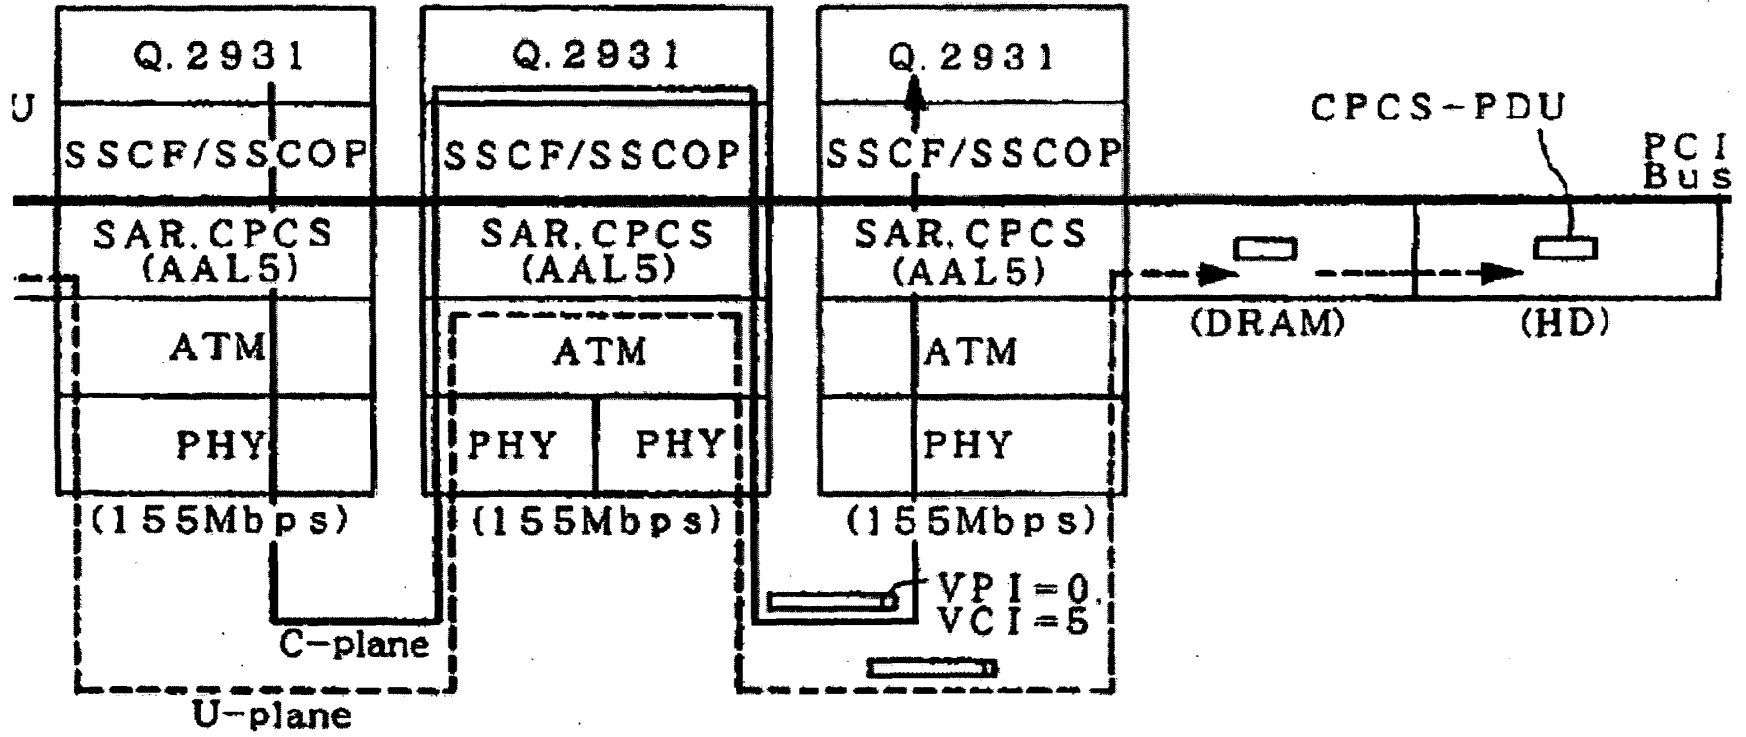 Q.2931
Q.2931
Q.2931
U
CPCS-PDU
SSCF/SSCOP
SSCF/SSCOP
SSCF/SSCOP
PCI
Bus
SAR.CPCS
(AAL5)
SAR.CPCS
(AAL5)
SAR.CPCS
(AAL5)
(DRAM)
(HD)
ATM
ATM
ATM
PHY
PHY
PHY
PHY
(155Mbps)
(155Mbps)
(155Mbps)
VPI=0.
VCI=5
C-plane
U-plane